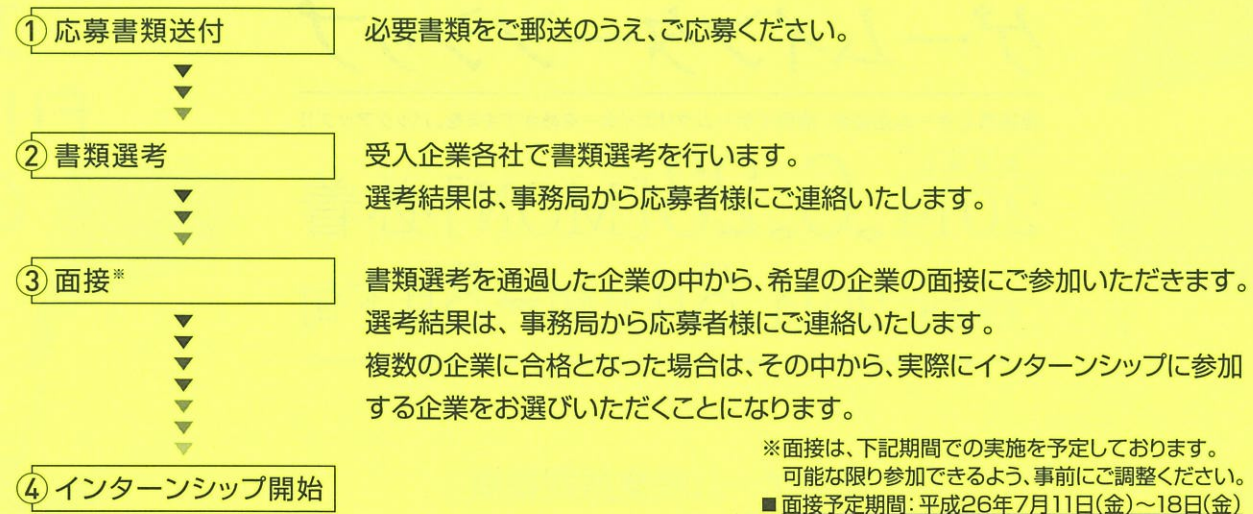 ①応募書類送付
必要書類をご郵送のうえ、ご応募ください。
②書類選考
受入企業各社で書類選考を行います。
選考結果は、事務局から応募者様にご連絡いたします。
③面接※
書類選考を通過した企業の中から、希望の企業の面接にご参加いただきます。
選考結果は、事務局から応募者様にご連絡いたします。
複数の企業に合格となった場合は、その中から、実際にインターンシップに参加
する企業をお選びいただくことになります。
※面接は、下記期間での実施を予定しております。
可能な限り参加できるよう、事前にご調整ください。
■面接予定期間：平成26年7月11日(金)～18日(金)
④インターンシップ開始